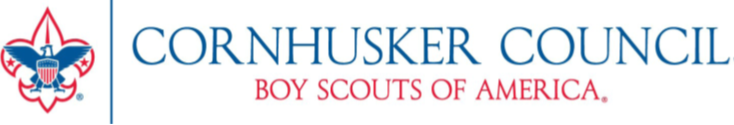 CORNHUSKER COUNCIL
BOY SCOUTS OF AMERICA®
®